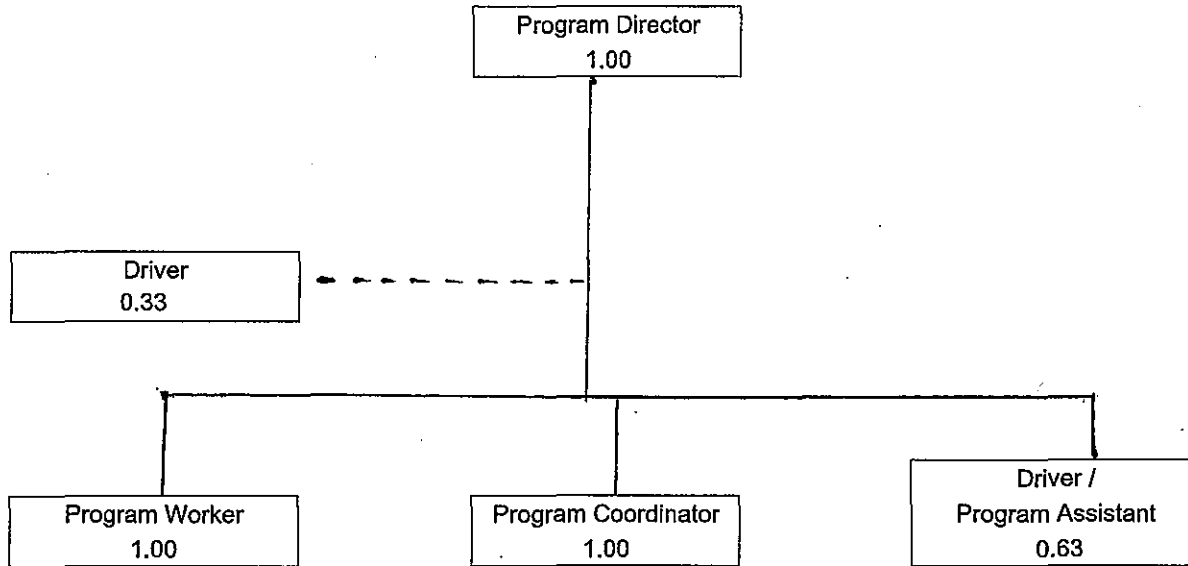 Program Director
1.00
Driver
0.33
Program Worker
1.00
Program Coordinator
1.00
Driver /
Program Assistant
0.63